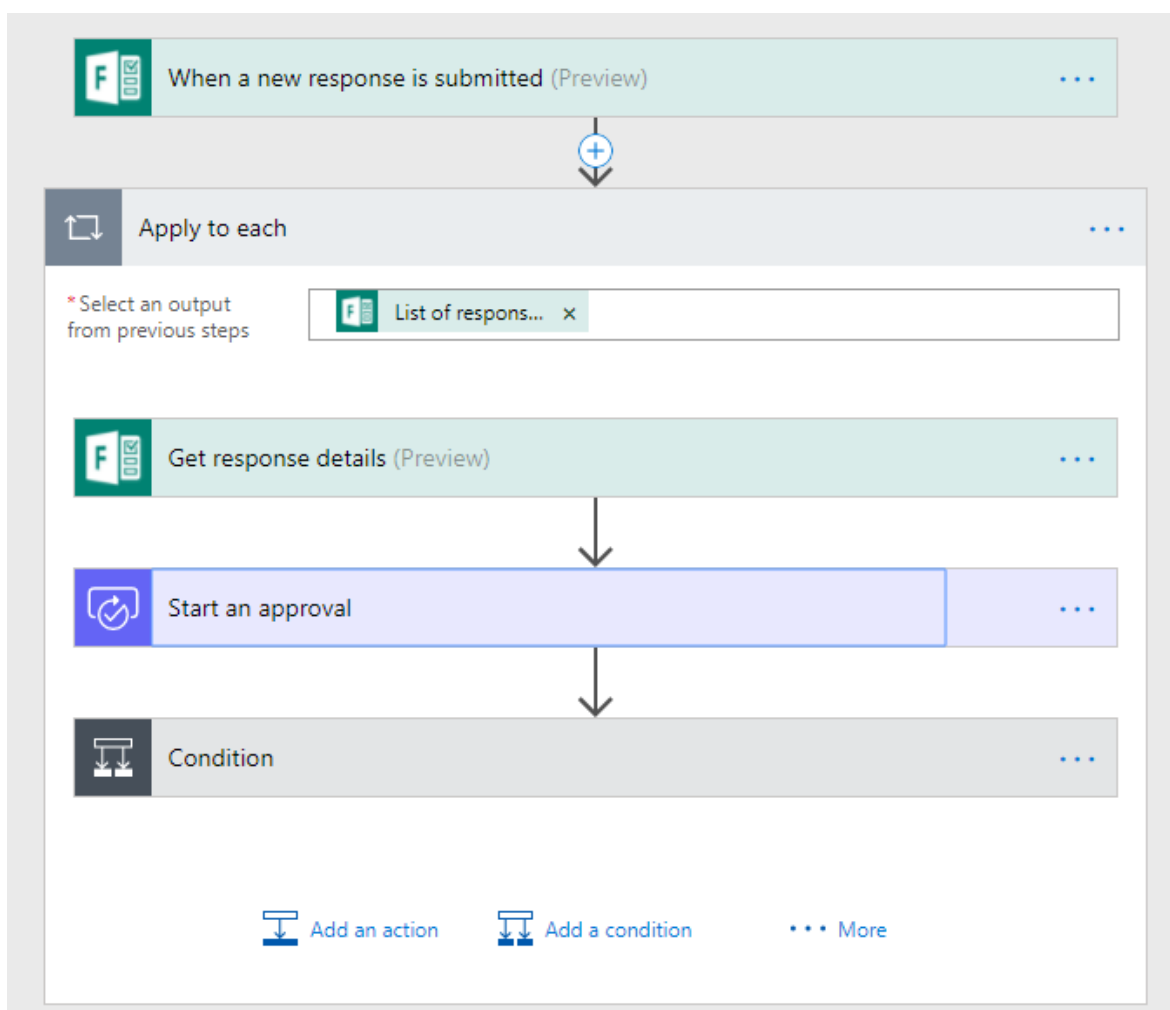 When a new response is submitted (Preview)
Apply to each
* Select an output
from previous steps
List of respons... ×
Get response details (Preview)
Start an approval
Condition
Add an action
Add a condition
More